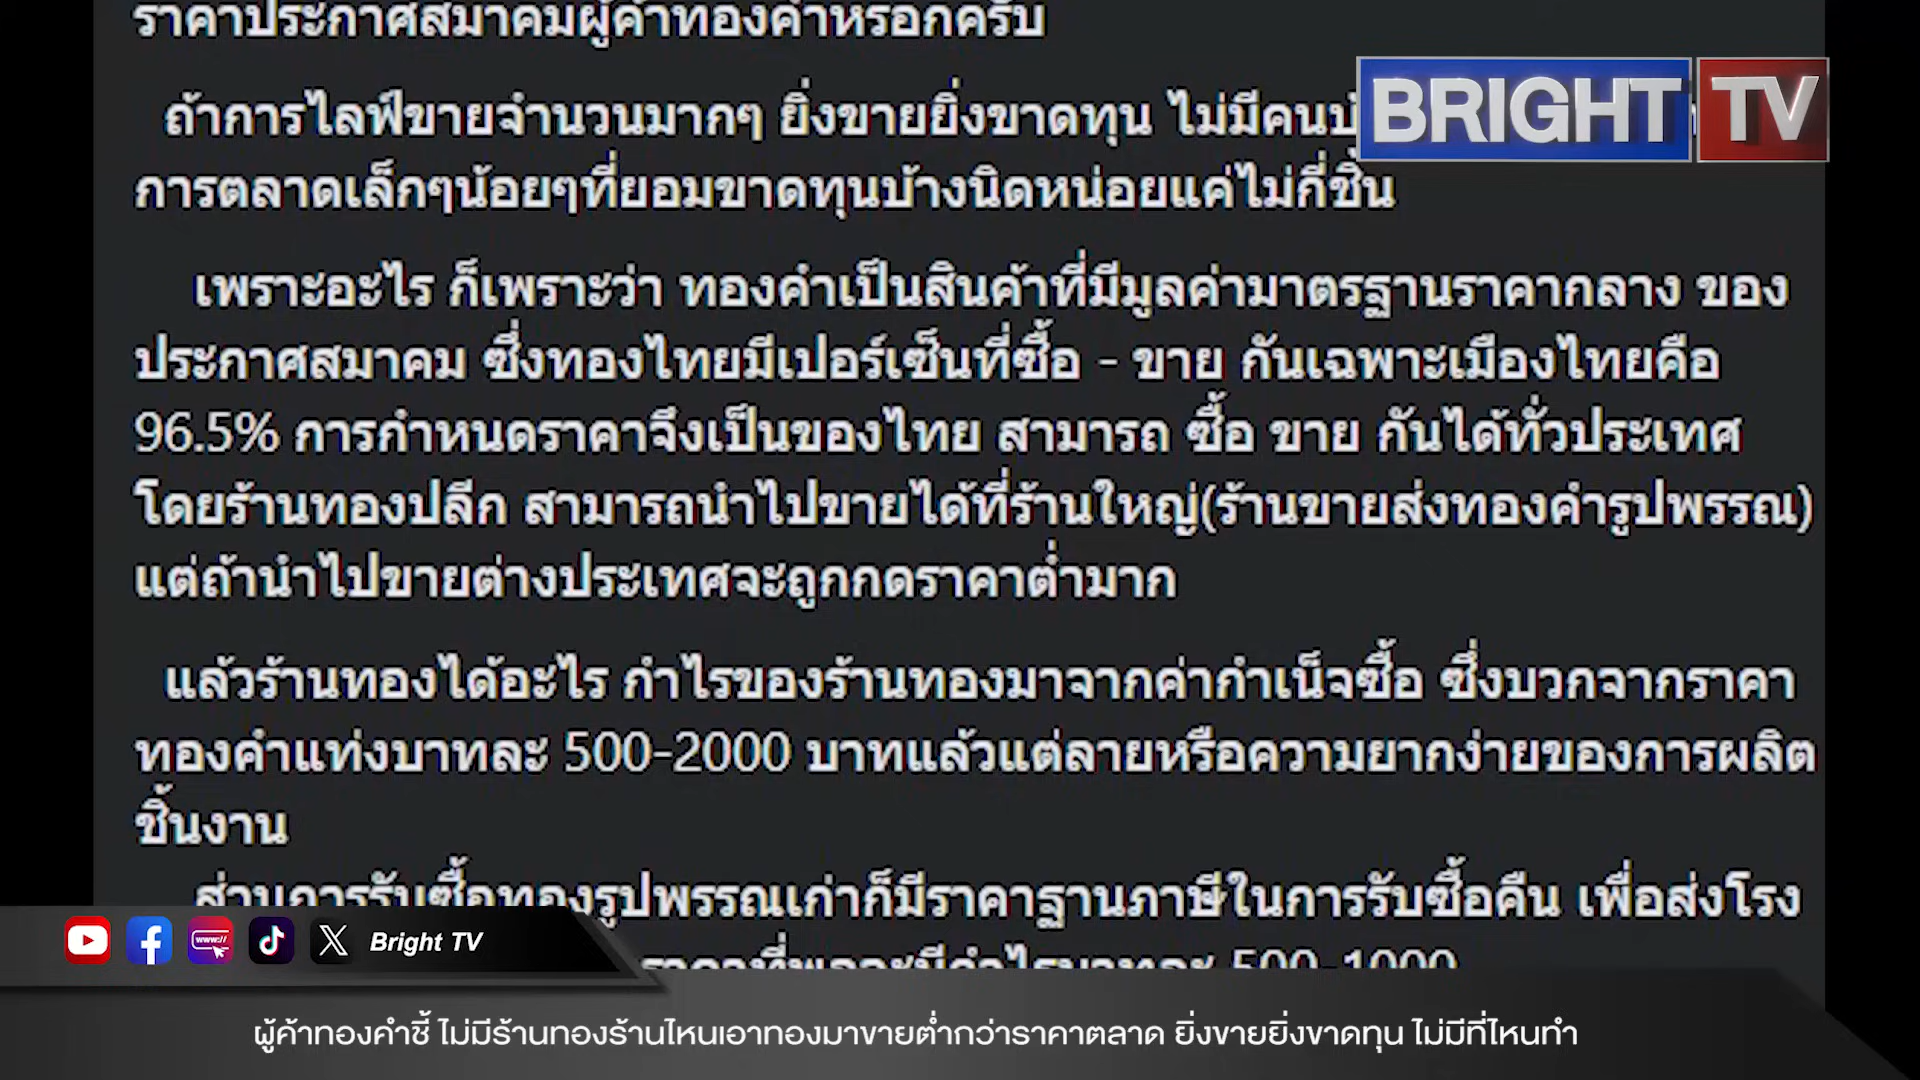 ราคาประกาศสมาคมผู้ค้าทองคำหรอกครับ
BRIGHT TV
ถ้าการไลฟ์ขายจำนวนมากๆ ยิ่งขายยิ่งขาดทุน ไม่มีคน
การตลาดเล็กๆน้อยๆที่ยอมขาดทุนบ้างนิดหน่อยแค่ไม่กี่ชิ้น
เพราะอะไร ก็เพราะว่า ทองคำเป็นสินค้าที่มีมูลค่ามาตรฐานราคากลาง ของ
ประกาศสมาคม ซึ่งทองไทยมีเปอร์เซ็นที่ซื้อ - ขาย กันเฉพาะเมืองไทยคือ
96.5% การกำหนดราคาจึงเป็นของไทย สามารถ ซื้อ ขาย กันได้ทั่วประเทศ
โดยร้านทองปลีก สามารถนำไปขายได้ที่ร้านใหญ่(ร้านขายส่งทองคำรูปพรรณ)
แต่ถ้านำไปขายต่างประเทศจะถูกกดราคาต่ำมาก
แล้วร้านทองได้อะไร กำไรของร้านทองมาจากค่ากำเน็จซื้อ ซึ่งบวกจากราคา
ทองคำแท่งบาทละ 500-2000 บาทแล้วแต่ลายหรือความยากง่ายของการผลิต
ชิ้นงาน
ส่วนการรับซื้อทองรูปพรรณเก่าก็มีราคาฐานภาษีในการรับซื้อคืน เพื่อส่งโรง
ราคาที่พอจะมีกำไรบาทละ 500-1000
www://
Bright TV
ผู้ค้าทองคำชี้ ไม่มีร้านทองร้านไหนเอาทองมาขายต่ำกว่าราคาตลาด ยิ่งขายยิ่งขาดทุน ไม่มีที่ไหนทำ